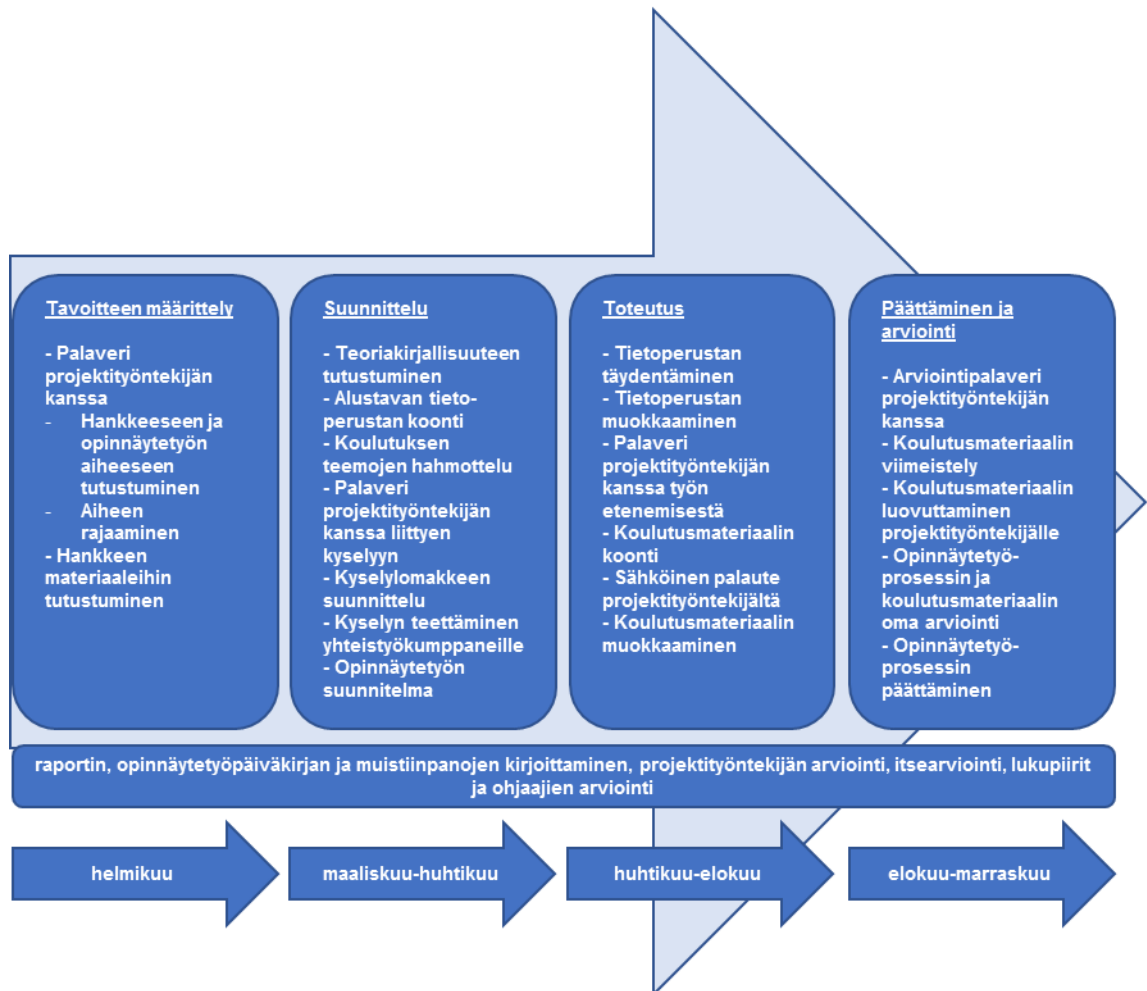 Tavoitteen määrittely
- Palaveri
projektityöntekijän
kanssa
- Hankkeeseen ja
opinnäytetyön
aiheeseen
tutustuminen
- Aiheen
rajaaminen
- Hankkeen
materiaaleihin
tutustuminen
Suunnittelu
- Teoriakirjallisuuteen
tutustuminen
- Alustavan tieto-
perustan koonti
- Koulutuksen
teemojen hahmottelu
- Palaveri
projektityöntekijän
kanssa liittyen
kyselyyn
- Kyselylomakkeen
suunnittelu
- Kyselyn teettäminen
yhteistyökumppaneille
- Opinnäytetyön
suunnitelma
Toteutus
- Tietoperustan
täydentäminen
- Tietoperustan
muokkaaminen
- Palaveri
projektityöntekijän
kanssa työn
etenemisestä
- Koulutusmateriaalin
koonti
- Sähköinen palaute
projektityöntekijältä
- Koulutusmateriaalin
muokkaaminen
Päättäminen ja
arviointi
- Arviointipalaveri
projektityöntekijän
kanssa
- Koulutusmateriaalin
viimeistely
- Koulutusmateriaalin
luovuttaminen
projektityöntekijälle
- Opinnäytetyö-
prosessin ja
koulutusmateriaalin
oma arviointi
- Opinnäytetyö-
prosessin
päättäminen
raportin, opinnäytetyöpäiväkirjan ja muistiinpanojen kirjoittaminen, projektityöntekijän arviointi, itsearviointi, lukupiirit
ja ohjaajien arviointi
helmikuu
maaliskuu-huhtikuu
huhtikuu-elokuu
elokuu-marraskuu